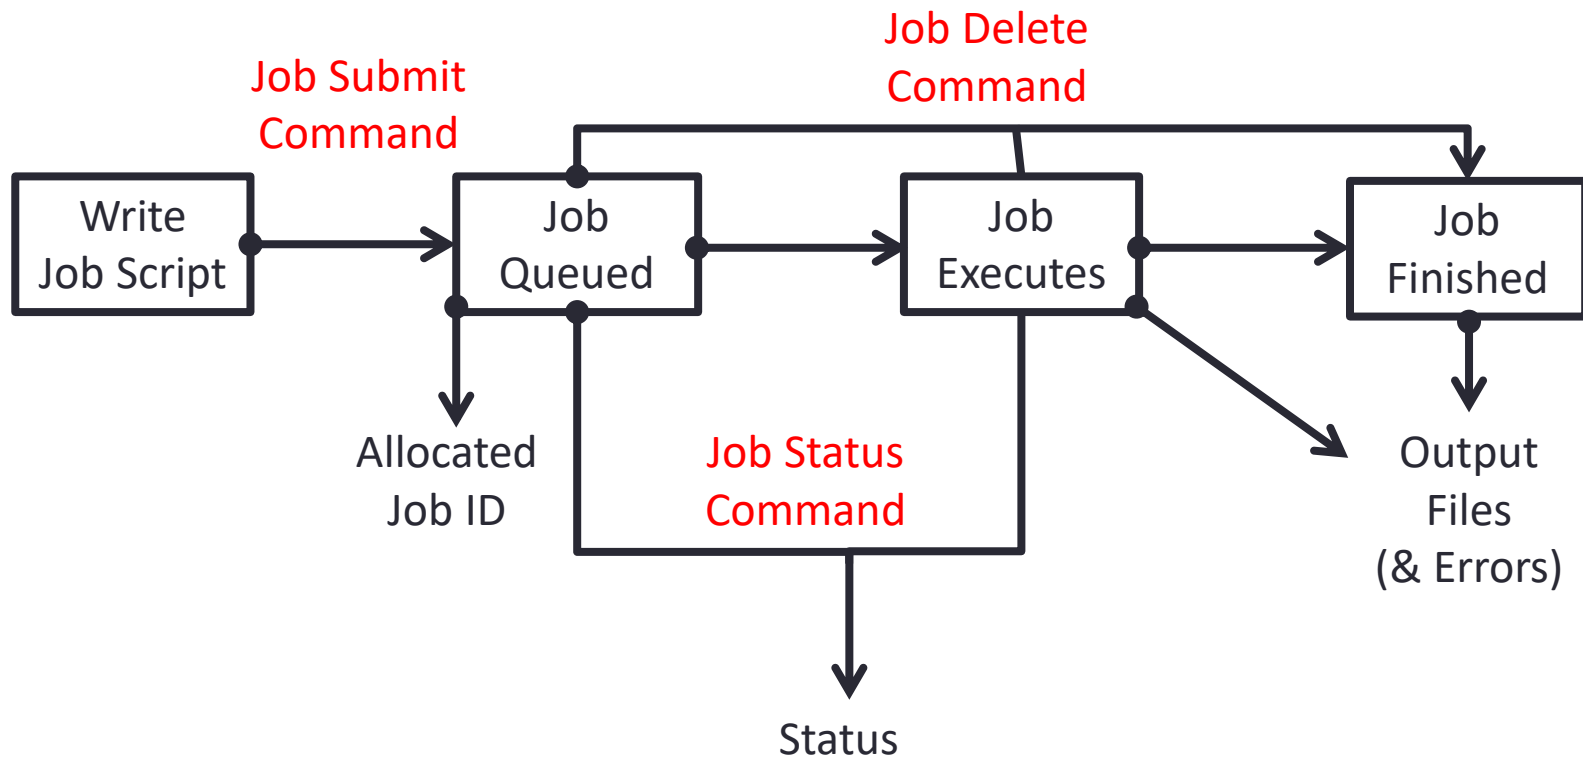 Job Submit
Command
Job Delete
Command
Write
Job Script
Job
Queued
Job
Executes
Job
Finished
Allocated
Job ID
Job Status
Command
Output
Files
(& Errors)
Status